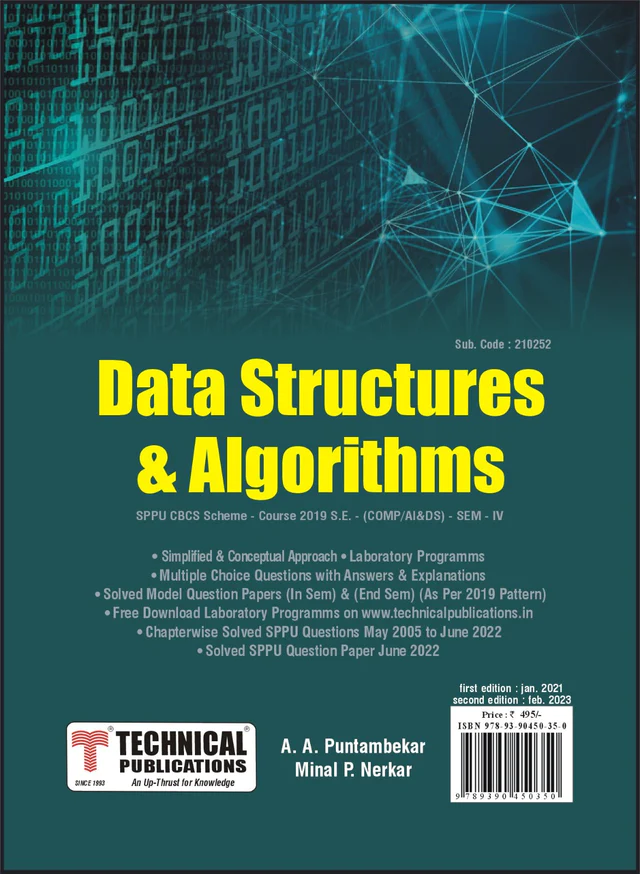 Sub. Code : 210252
Data Structures
& Algorithms
SPPU CBCS Scheme - Course 2019 S.E. - (COMP/AI&DS) - SEM - IV
• Simplified & Conceptual Approach • Laboratory Programms
• Multiple Choice Questions with Answers & Explanations
• Solved Model Question Papers (In Sem) & (End Sem) (As Per 2019 Pattern)
• Free Download Laboratory Programms on www.technicalpublications.in
• Chapterwise Solved SPPU Questions May 2005 to June 2022
• Solved SPPU Question Paper June 2022
first edition : jan. 2021
second edition : feb. 2023
Price : ₹ 495/-
ISBN 978-93-90450-35-0
9 789390 450350
TECHNICAL®
PUBLICATIONS
SINCE 1993 An Up-Thrust for Knowledge
A. A. Puntambekar
Minal P. Nerkar